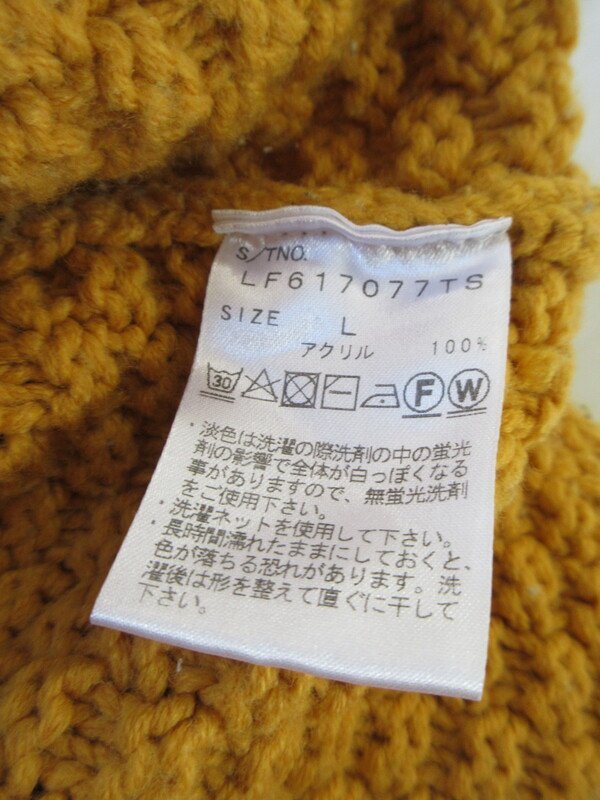 S/TNO.
LF617077TS
SIZE L
アクリル 100%
30 F W
・淡色は洗濯の際洗剤の中の蛍光
剤の影響で全体が白っぽくなる
事がありますので、無蛍光洗剤
をご使用下さい。
・洗濯ネットを使用して下さい。
・長時間濡れたままにしておくと、
色が落ちる恐れがあります。洗
濯後は形を整えて直ぐに干して
下さい。